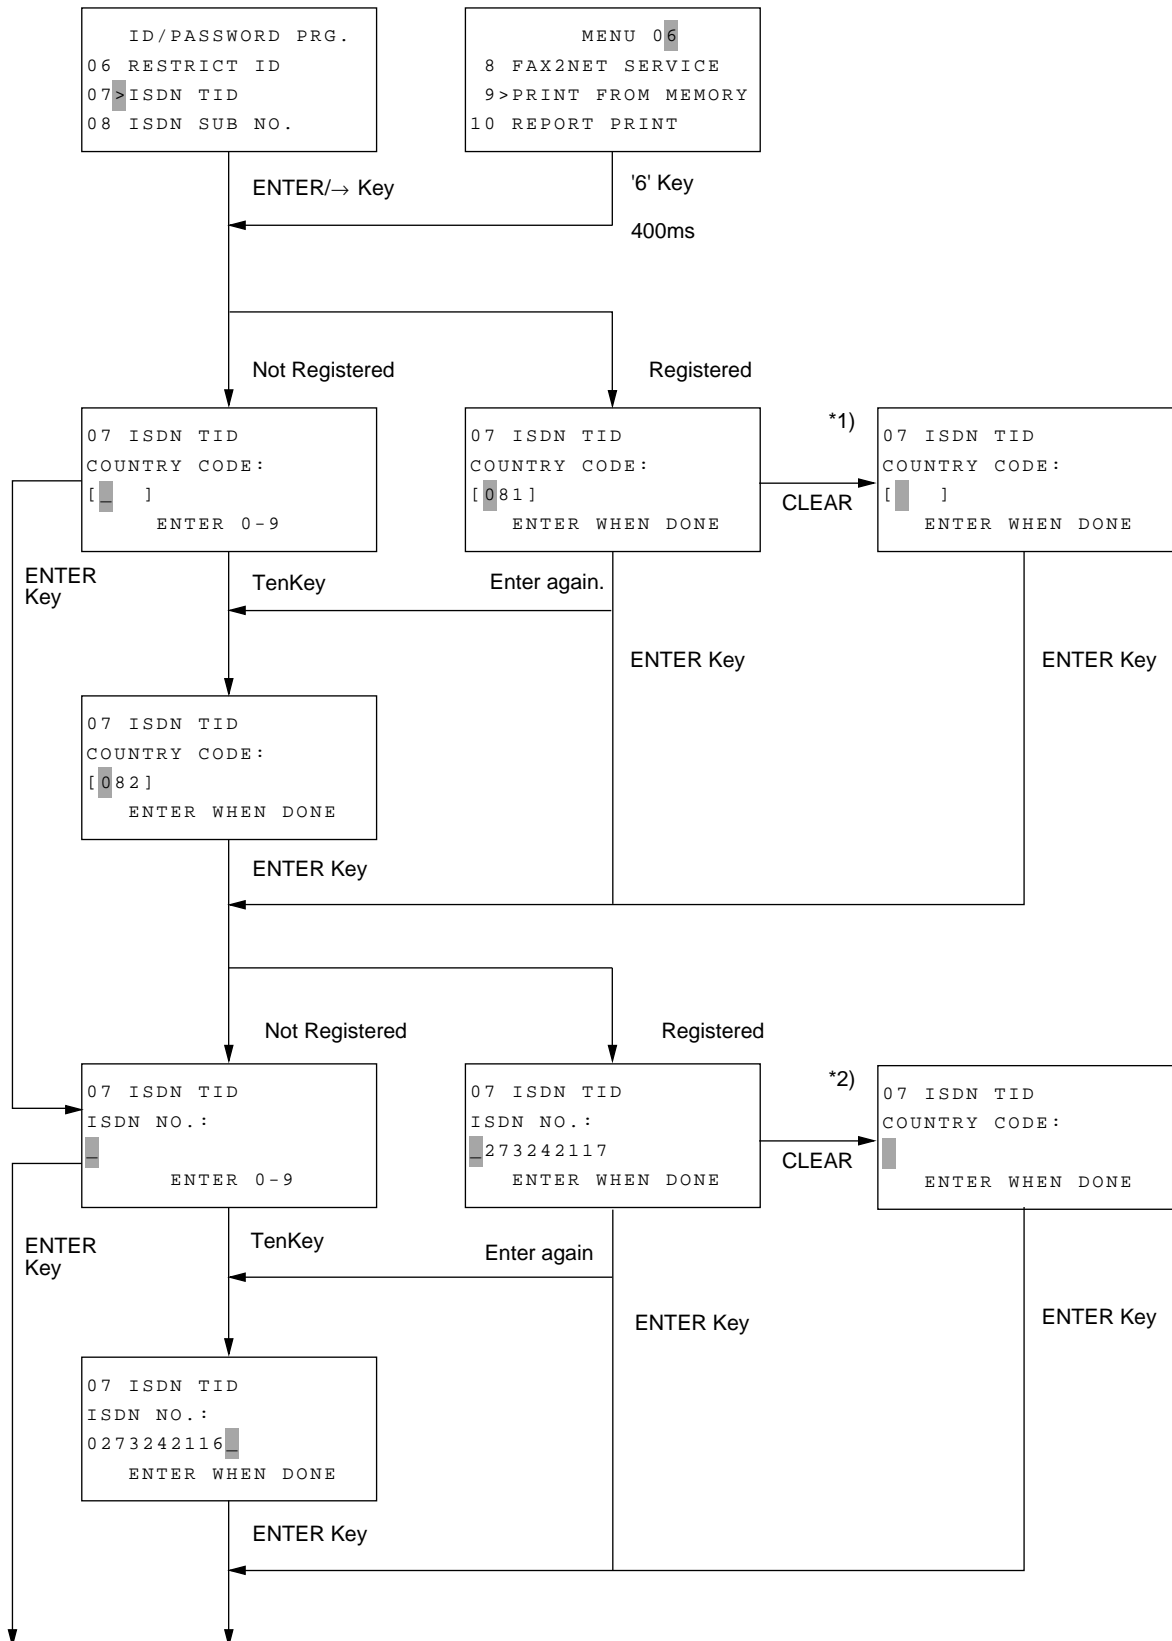 ID/PASSWORD PRG.
06 RESTRICT ID
07>ISDN TID
08 ISDN SUB NO.
MENU 06
8 FAX2NET SERVICE
9>PRINT FROM MEMORY
10 REPORT PRINT
ENTER/→ Key
'6' Key
400ms
Not Registered
Registered
07 ISDN TID
COUNTRY CODE:
[_  ]
ENTER 0-9
07 ISDN TID
COUNTRY CODE:
[081]
ENTER WHEN DONE
*1)
CLEAR
07 ISDN TID
COUNTRY CODE:
[   ]
ENTER WHEN DONE
ENTER
Key
TenKey
Enter again.
ENTER Key
ENTER Key
07 ISDN TID
COUNTRY CODE:
[082]
ENTER WHEN DONE
ENTER Key
Not Registered
Registered
07 ISDN TID
ISDN NO.:
_
ENTER 0-9
07 ISDN TID
ISDN NO.:
_273242117
ENTER WHEN DONE
*2)
CLEAR
07 ISDN TID
COUNTRY CODE:
ENTER WHEN DONE
ENTER
Key
TenKey
Enter again
ENTER Key
ENTER Key
07 ISDN TID
ISDN NO.:
0273242116_
ENTER WHEN DONE
ENTER Key